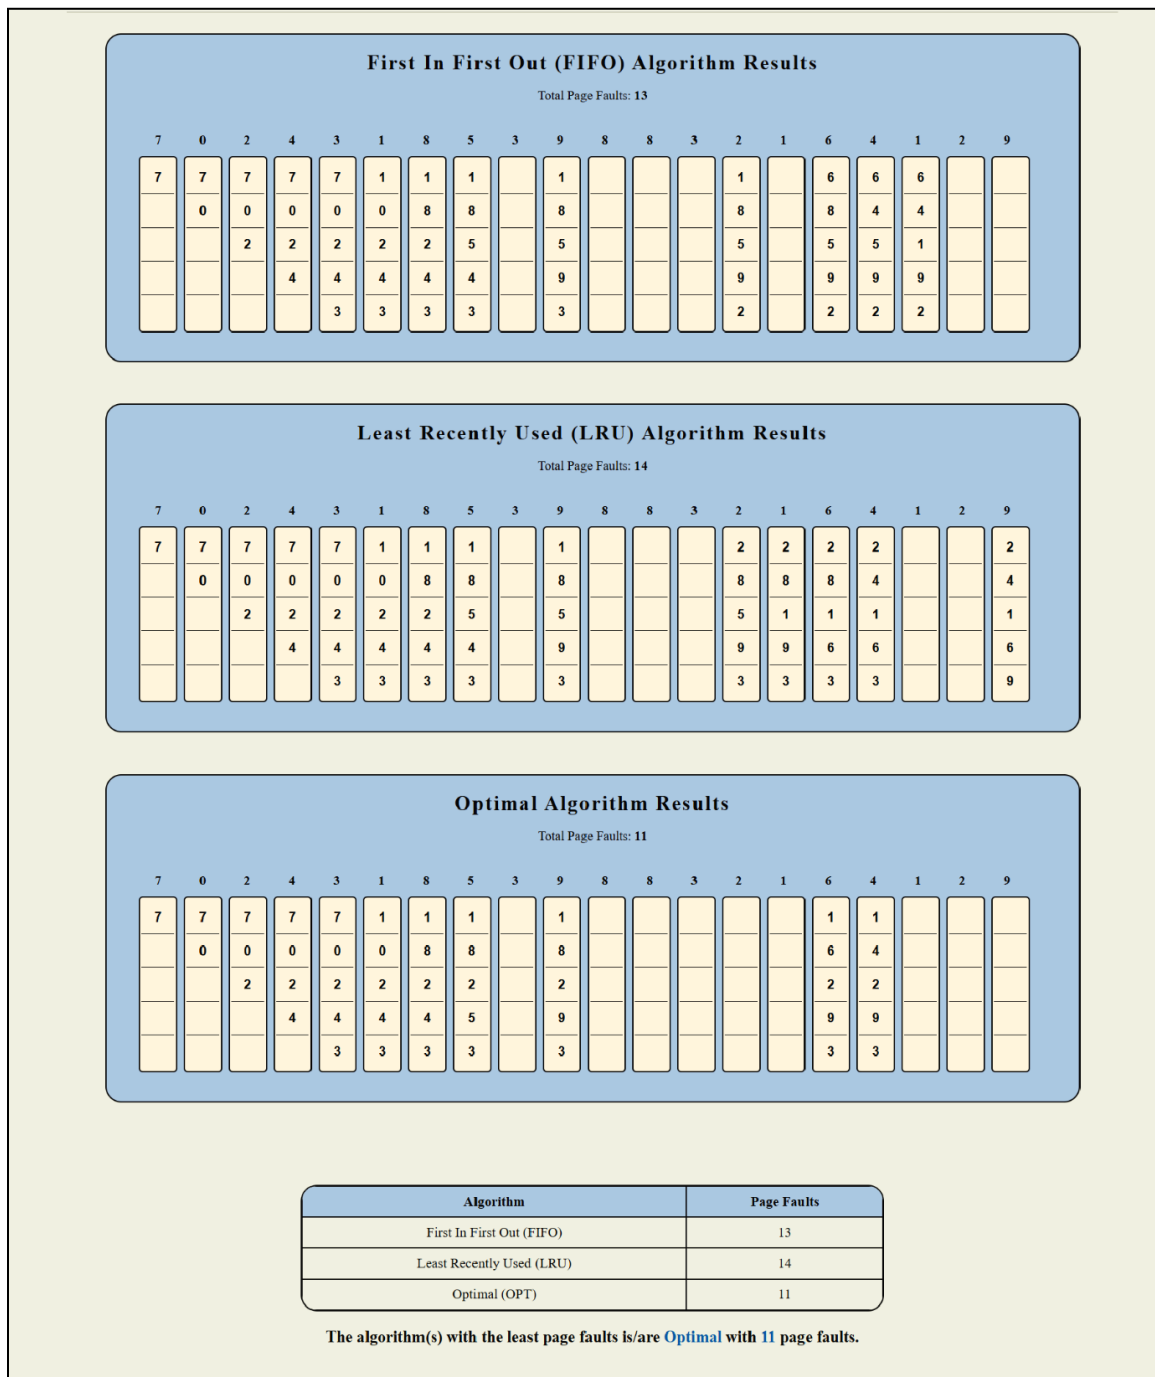 First In First Out (FIFO) Algorithm Results
Total Page Faults: 13
7 0 2 4 3 1 8 5 3 9 8 8 3 2 1 6 4 1 2 9
7 7 7 7 7 1 1 1 1 1 6 6 6
0 0 0 0 0 8 8 8 8 8 4 4
2 2 2 2 2 5 5 5 5 5 1
4 4 4 4 4 9 9 9 9 9
3 3 3 3 3 2 2 2 2
Least Recently Used (LRU) Algorithm Results
Total Page Faults: 14
7 0 2 4 3 1 8 5 3 9 8 8 3 2 1 6 4 1 2 9
7 7 7 7 7 1 1 1 1 2 2 2 2 2
0 0 0 0 0 8 8 8 8 8 8 4 4
2 2 2 2 2 5 5 5 1 1 1 1
4 4 4 4 4 9 9 9 6 6 6
3 3 3 3 3 3 3 3 3 9
Optimal Algorithm Results
Total Page Faults: 11
7 0 2 4 3 1 8 5 3 9 8 8 3 2 1 6 4 1 2 9
7 7 7 7 7 1 1 1 1 1 1
0 0 0 0 0 8 8 8 6 4
2 2 2 2 2 2 2 2 2
4 4 4 4 5 9 9 9
3 3 3 3 3 3 3
Algorithm Page Faults
First In First Out (FIFO) 13
Least Recently Used (LRU) 14
Optimal (OPT) 11
The algorithm(s) with the least page faults is/are Optimal with 11 page faults.